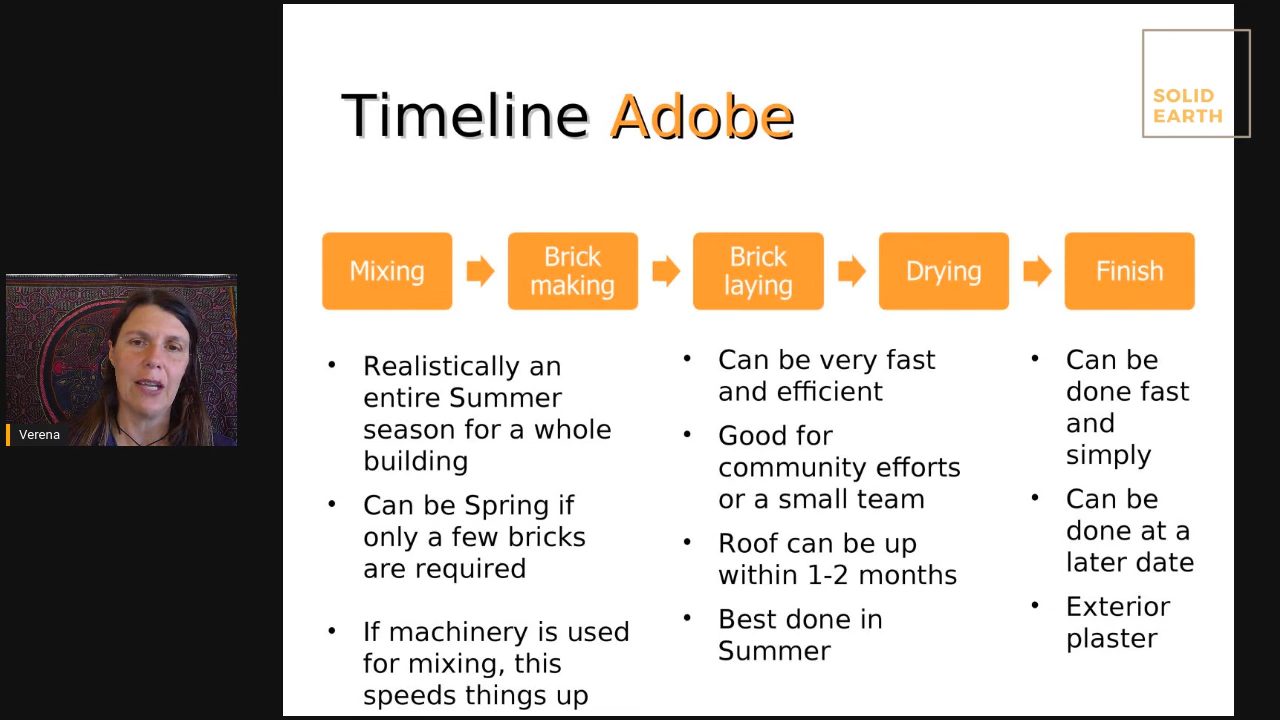 Timeline Adobe
SOLID
EARTH
Mixing
Brick
making
Brick
laying
Drying
Finish
• Realistically an
entire Summer
season for a whole
building
• Can be Spring if
only a few bricks
are required
• If machinery is used
for mixing, this
speeds things up
• Can be very fast
and efficient
• Good for
community efforts
or a small team
• Roof can be up
within 1-2 months
• Best done in
Summer
• Can be
done fast
and
simply
• Can be
done at a
later date
• Exterior
plaster
Verena